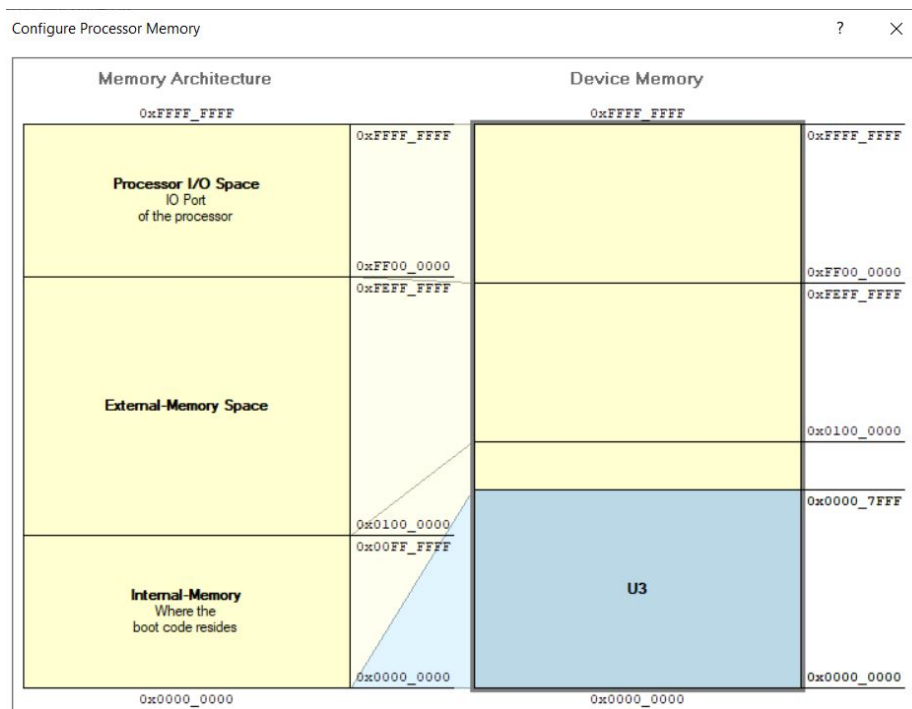 Configure Processor Memory
?
Memory Architecture
Device Memory
0xFFFF_FFFF
0xFFFF_FFFF
0xFFFF_FFFF
0xFFFF_FFFF
Processor I/O Space
IO Port
of the processor
0xFF00_0000
0xFF00_0000
0xFEFF_FFFF
0xFEFF_FFFF
External-Memory Space
0x0100_0000
0x0000_7FFF
0x0100_0000
0x00FF_FFFF
Internal-Memory
Where the
boot code resides
U3
0x0000_0000
0x0000_0000
0x0000_0000
0x0000_0000